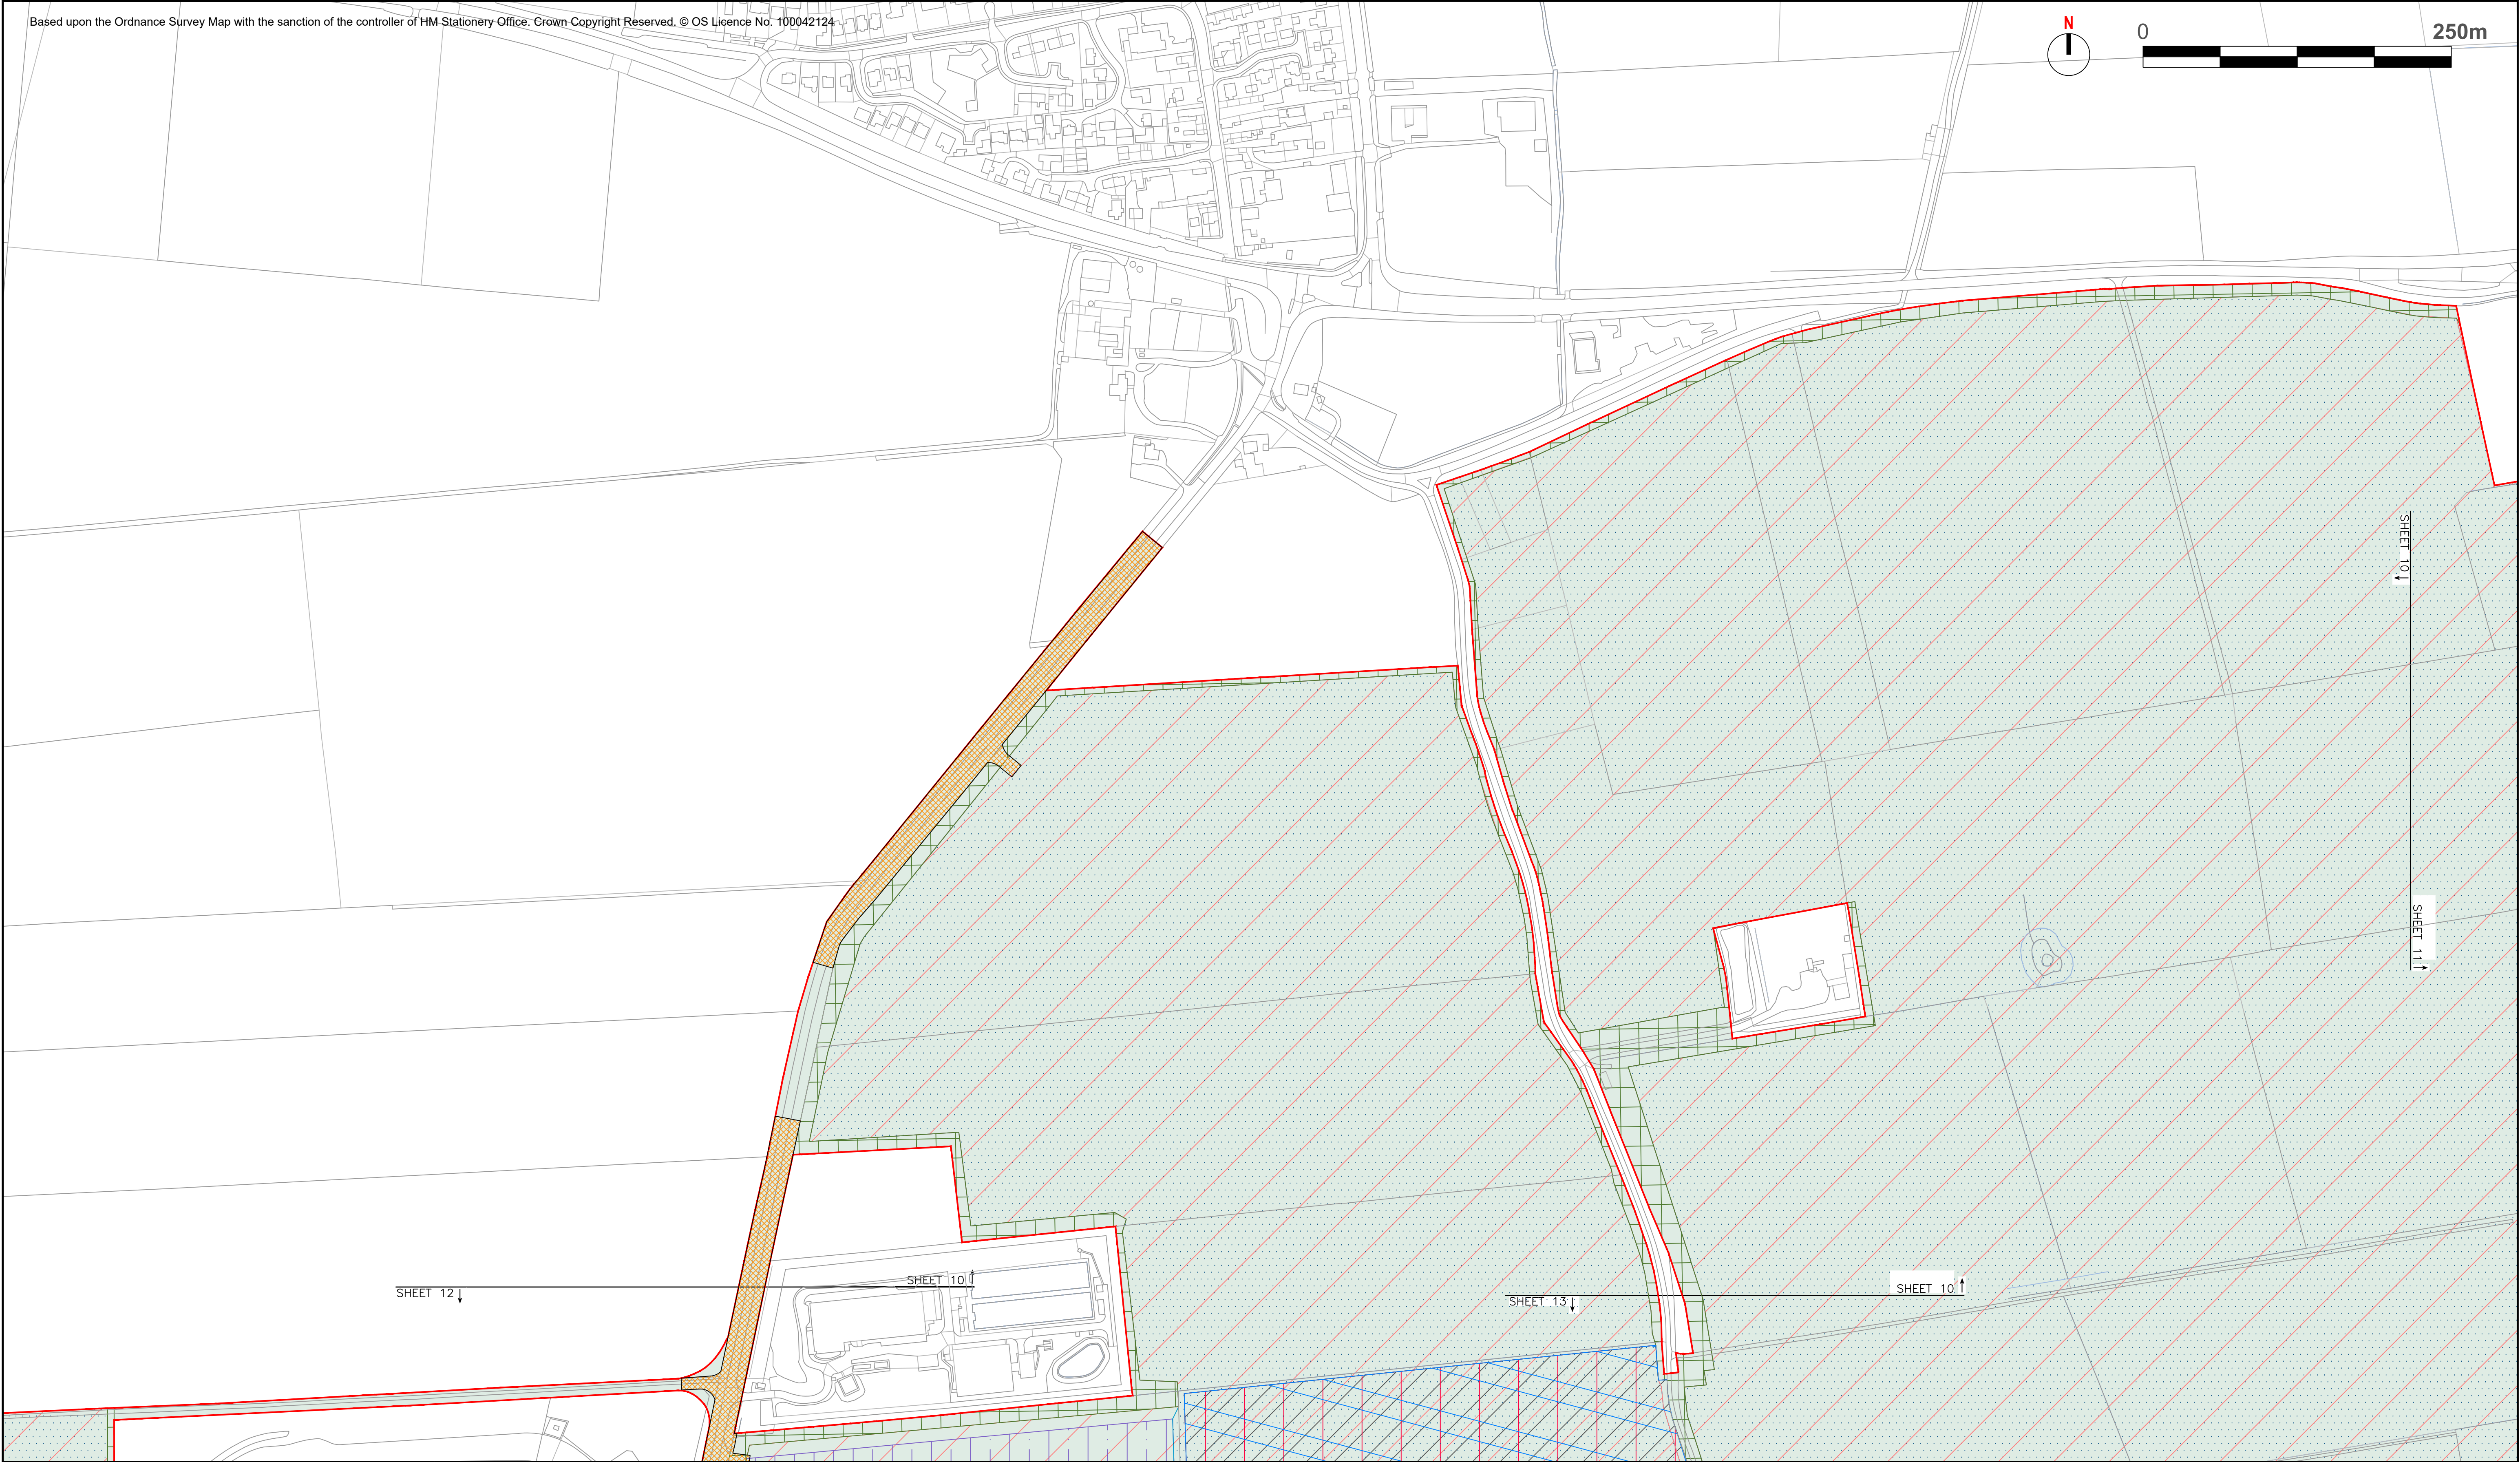 Based upon the Ordnance Survey Map with the sanction of the controller of HM Stationery Office. Crown Copyright Reserved. © OS Licence No. 100042124
N
0 250m
SHEET 10
SHEET 11
SHEET 10
SHEET 12
SHEET 10
SHEET 13